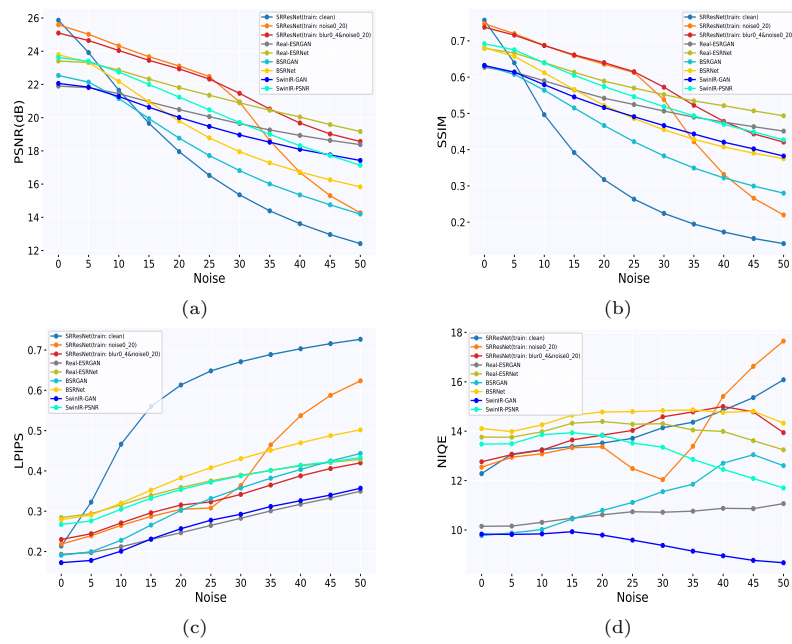 26
24
22
20
18
16
14
12
PSNR(dB)
0 5 10 15 20 25 30 35 40 45 50
Noise
SRResNet(train: clean)
SRResNet(train: noise0_20)
SRResNet(train: blur0_4&noise0_20)
Real-ESRGAN
Real-ESRNet
BSRGAN
BSRNet
SwinIR-GAN
SwinIR-PSNR
(a)
0.7
0.6
0.5
0.4
0.3
0.2
SSIM
0 5 10 15 20 25 30 35 40 45 50
Noise
SRResNet(train: clean)
SRResNet(train: noise0_20)
SRResNet(train: blur0_4&noise0_20)
Real-ESRGAN
Real-ESRNet
BSRGAN
BSRNet
SwinIR-GAN
SwinIR-PSNR
(b)
0.7
0.6
0.5
0.4
0.3
0.2
LPIPS
0 5 10 15 20 25 30 35 40 45 50
Noise
SRResNet(train: clean)
SRResNet(train: noise0_20)
SRResNet(train: blur0_4&noise0_20)
Real-ESRGAN
Real-ESRNet
BSRGAN
BSRNet
SwinIR-GAN
SwinIR-PSNR
(c)
18
16
14
12
10
NIQE
0 5 10 15 20 25 30 35 40 45 50
Noise
SRResNet(train: clean)
SRResNet(train: noise0_20)
SRResNet(train: blur0_4&noise0_20)
Real-ESRGAN
Real-ESRNet
BSRGAN
BSRNet
SwinIR-GAN
SwinIR-PSNR
(d)